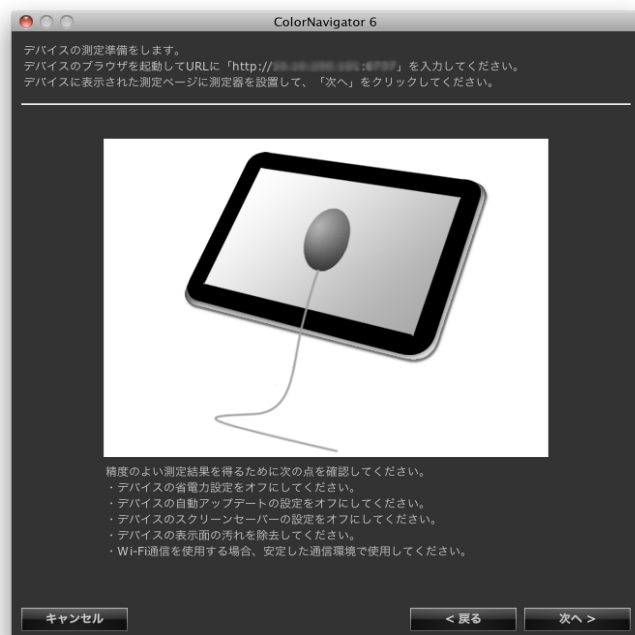 ColorNavigator 6
デバイスの測定準備をします。
デバイスのブラウザを起動してURLに「http:// 」を入力してください。
デバイスに表示された測定ページに測定器を設置して、「次へ」をクリックしてください。
精度のよい測定結果を得るために次の点を確認してください。
・デバイスの省電力設定をオフにしてください。
・デバイスの自動アップデートの設定をオフにしてください。
・デバイスのスクリーンセーバーの設定をオフにしてください。
・デバイスの表示面の汚れを除去してください。
・Wi-Fi通信を使用する場合、安定した通信環境で使用してください。
キャンセル
< 戻る
次へ >